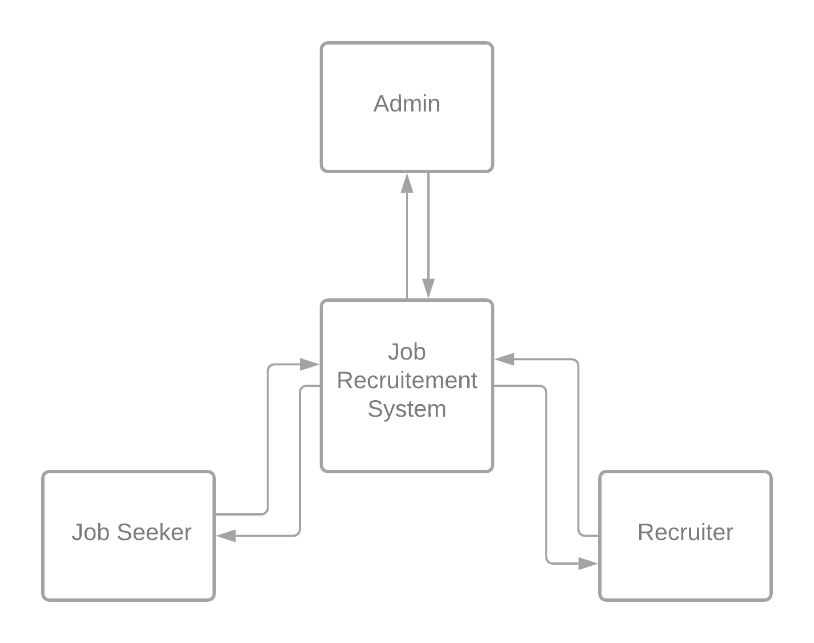 Admin
Job
Recruitement
System
Job Seeker
Recruiter